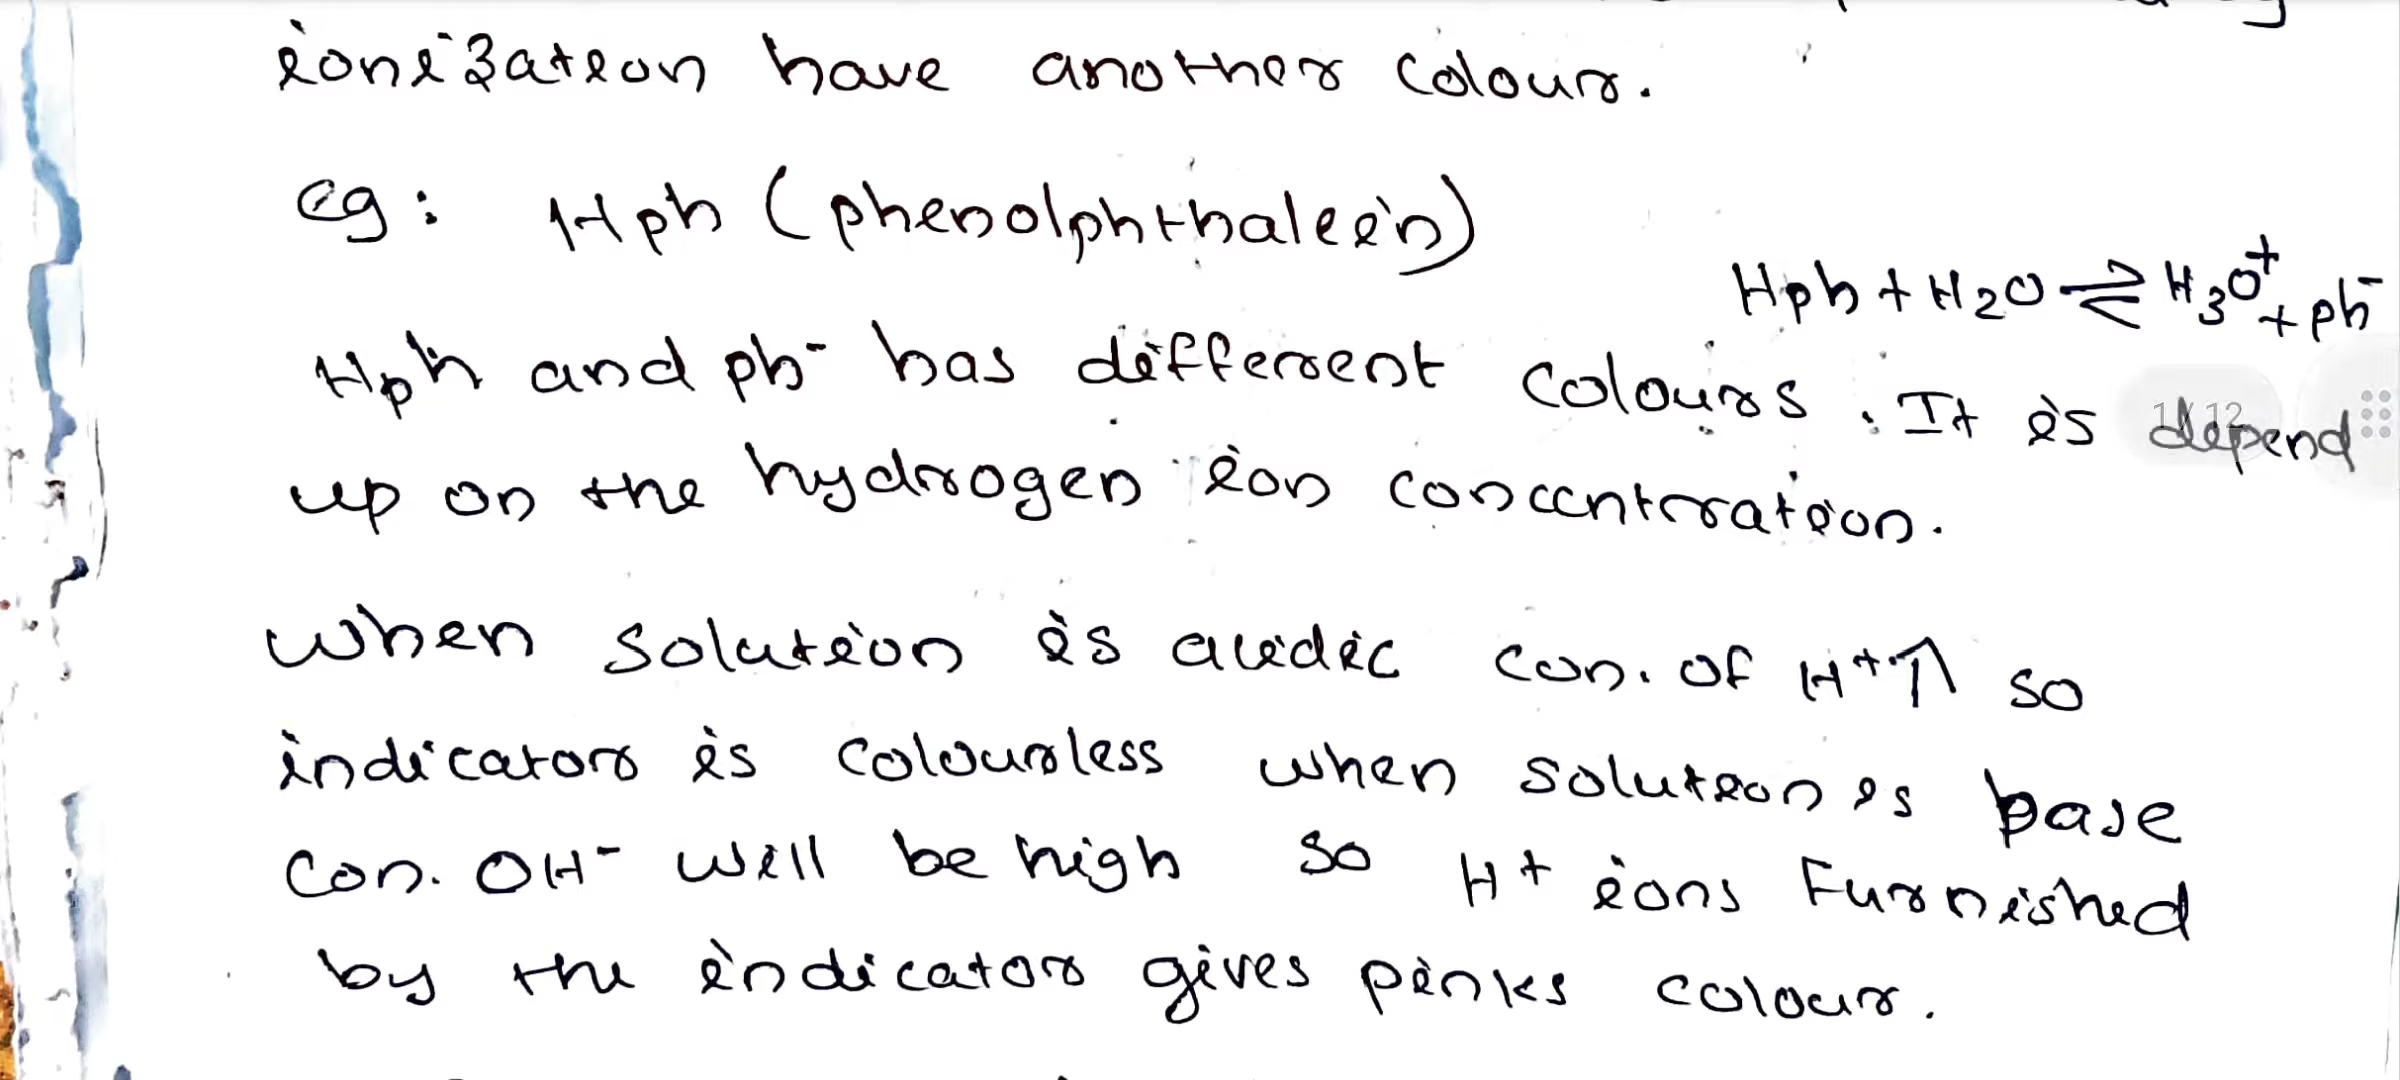 ionization have another colour.
eg: Hph (phenolphthalein)
Hph + H2O ⇌ H3O+ + ph-
Hph and ph- has different colours. It is depend
1/12
up on the hydrogen ion concentration.
When solution is acidic con. of H+↑ so
indicator is colourless when solution is base
con. OH- will be high so H+ ions furnished
by the indicator gives pinks colour.